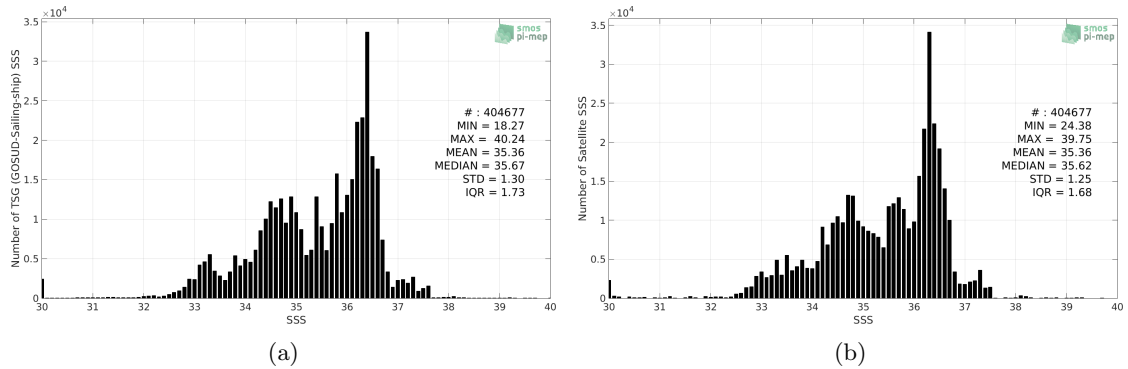 ×10⁴
3.5
3
2.5
2
1.5
1
0.5
0
Number of TSG (GOSUD-Sailing-ship) SSS
smos
pi-mep
# : 404677
MIN = 18.27
MAX = 40.24
MEAN = 35.36
MEDIAN = 35.67
STD = 1.30
IQR = 1.73
30 31 32 33 34 35 36 37 38 39 40
SSS
(a)
×10⁴
3.5
3
2.5
2
1.5
1
0.5
0
Number of Satellite SSS
smos
pi-mep
# : 404677
MIN = 24.38
MAX = 39.75
MEAN = 35.36
MEDIAN = 35.62
STD = 1.25
IQR = 1.68
30 31 32 33 34 35 36 37 38 39 40
SSS
(b)